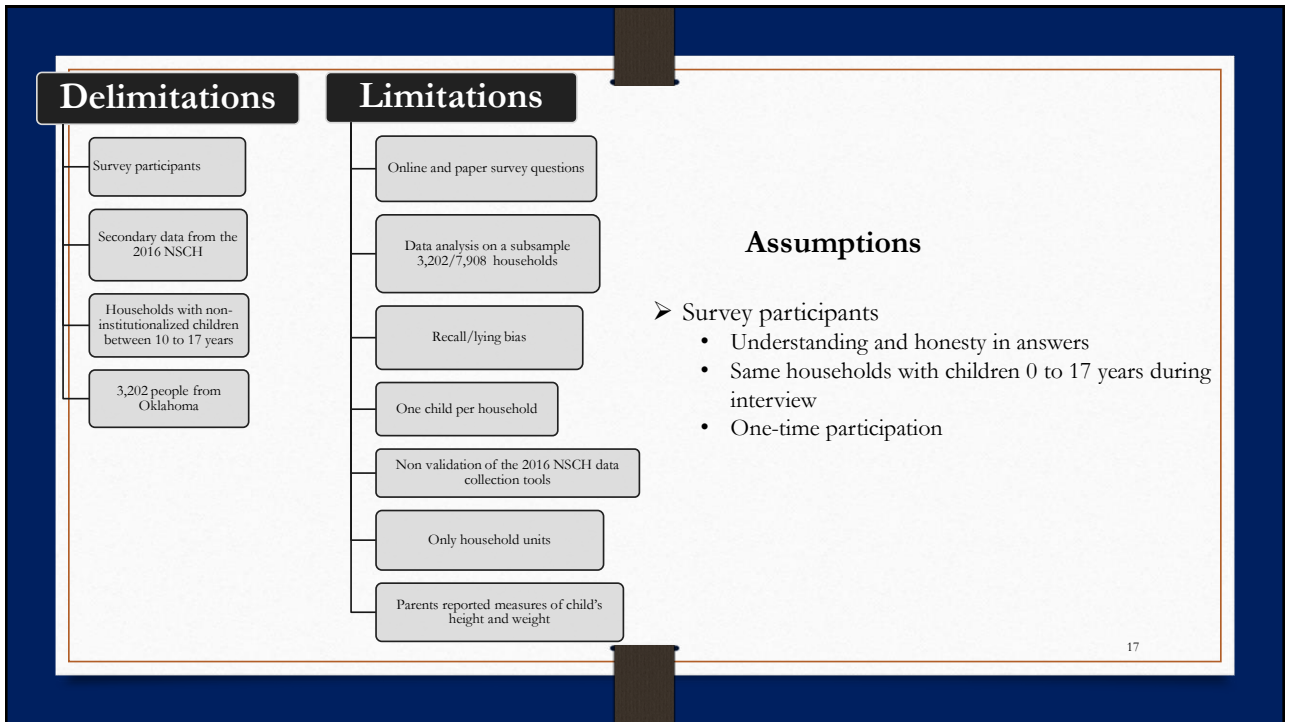 Delimitations
Survey participants
Secondary data from the
2016 NSCH
Households with non-
institutionalized children
between 10 to 17 years
3,202 people from
Oklahoma
Limitations
Online and paper survey questions
Data analysis on a subsample
3,202/7,908 households
Recall/lying bias
One child per household
Non validation of the 2016 NSCH data
collection tools
Only household units
Parents reported measures of child’s
height and weight
Assumptions
➢ Survey participants
• Understanding and honesty in answers
• Same households with children 0 to 17 years during
interview
• One-time participation
17